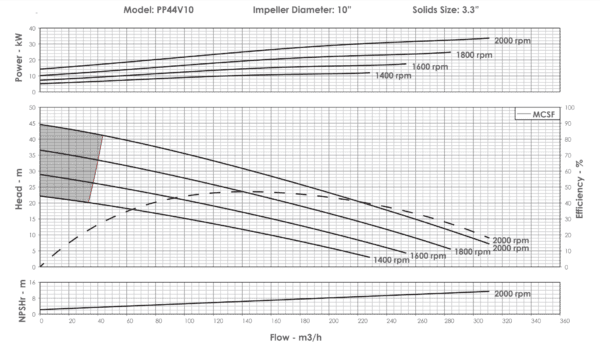 Model: PP44V10 Impeller Diameter: 10" Solids Size: 3.3"
Power - kW
40
30
20
10
0
2000 rpm
1800 rpm
1600 rpm
1400 rpm
Head - m
50
45
40
35
30
25
20
15
10
5
0
MCSF
100
90
80
70
60
50
40
30
20
10
0
Efficiency - %
2000 rpm
2000 rpm
1800 rpm
1600 rpm
1400 rpm
NPSHr - m
14
8
0
2000 rpm
0 20 40 60 80 100 120 140 160 180 200 220 240 260 280 300 320 340 360
Flow - m3/h